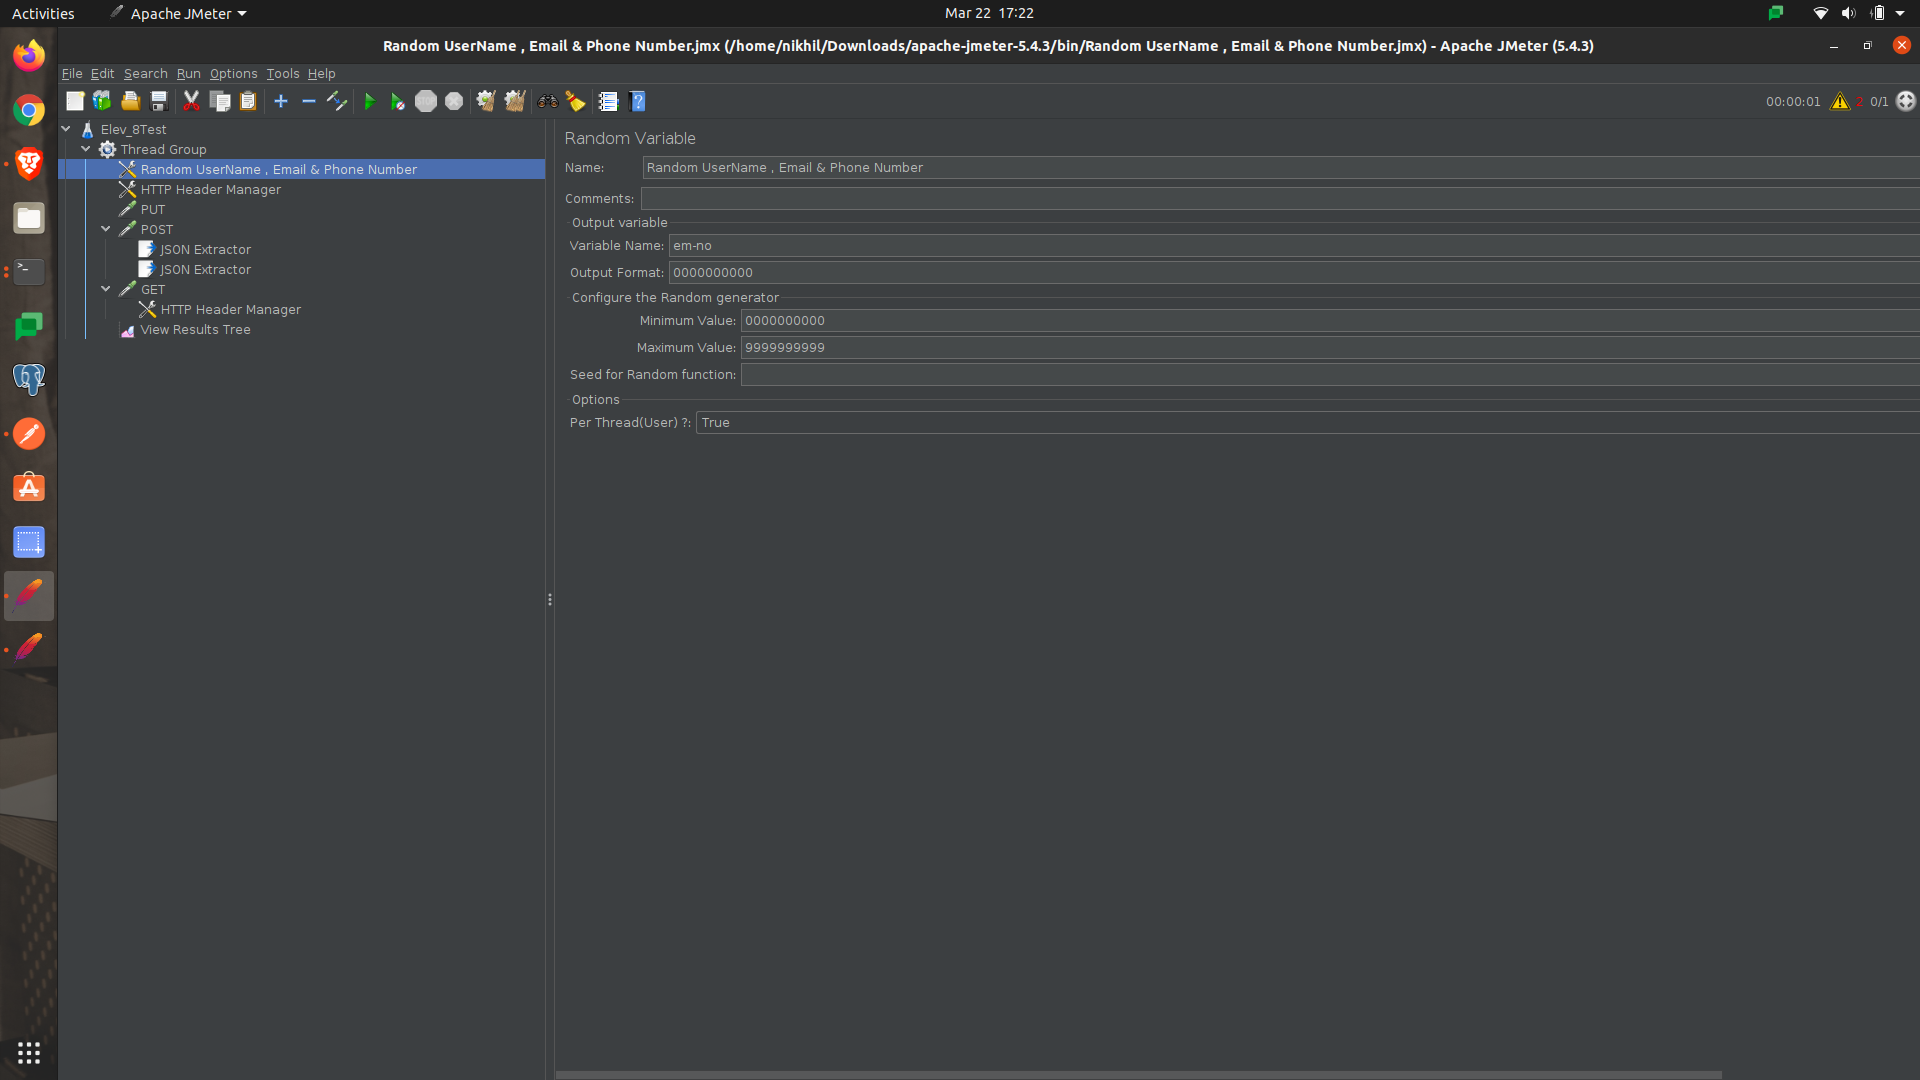 Activities Apache JMeter Mar 22 17:22
Random UserName , Email & Phone Number.jmx (/home/nikhil/Downloads/apache-jmeter-5.4.3/bin/Random UserName , Email & Phone Number.jmx) - Apache JMeter (5.4.3)
File Edit Search Run Options Tools Help
STOP 00:00:01 2 0/1
Elev_8Test
Thread Group
Random UserName , Email & Phone Number
HTTP Header Manager
PUT
POST
JSON Extractor
JSON Extractor
GET
HTTP Header Manager
View Results Tree
Random Variable
Name: Random UserName , Email & Phone Number
Comments:
Output variable
Variable Name: em-no
Output Format: 0000000000
Configure the Random generator
Minimum Value: 0000000000
Maximum Value: 9999999999
Seed for Random function:
Options
Per Thread(User) ?: True